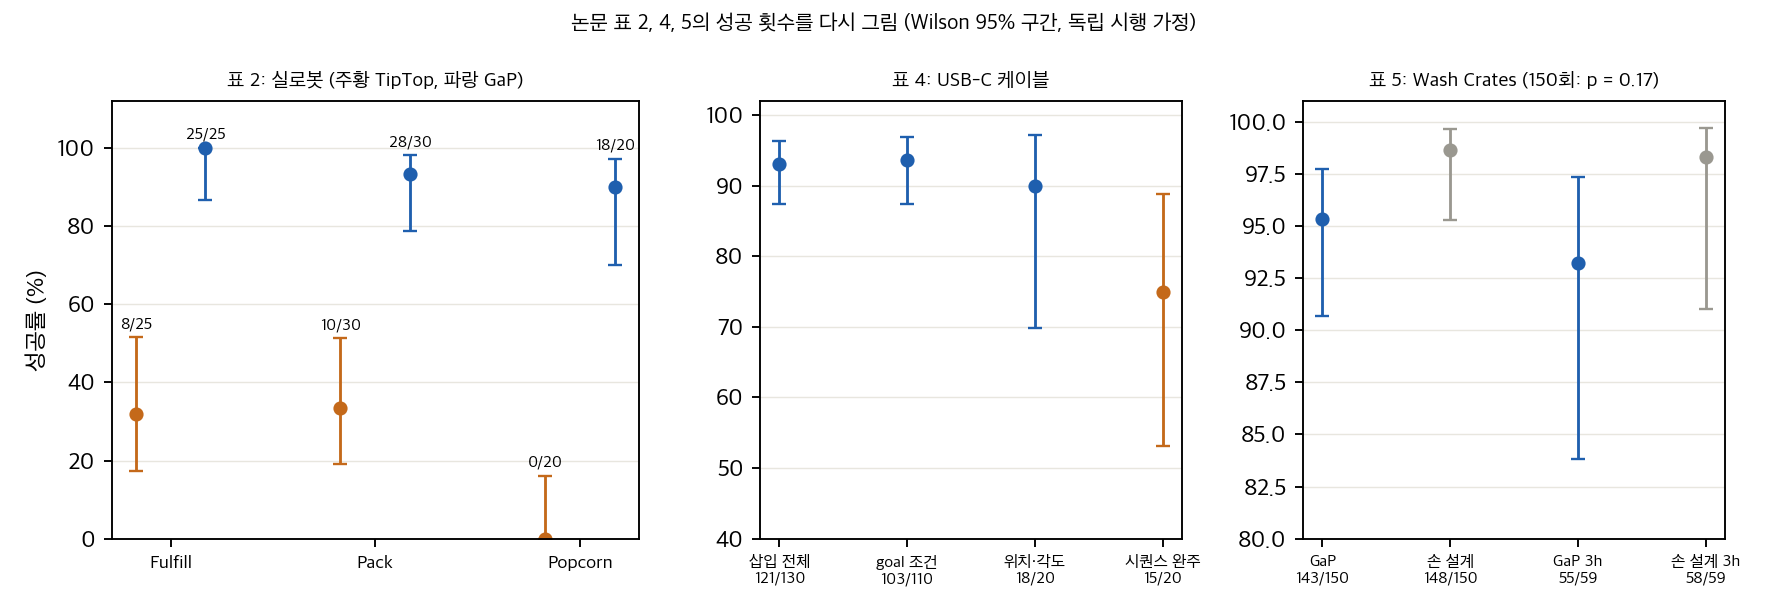 논문 표 2, 4, 5의 성공 횟수를 다시 그림 (Wilson 95% 구간, 독립 시행 가정)
표 2: 실로봇 (주황 TipTop, 파랑 GaP)
성공률 (%)
100
80
60
40
20
0
25/25
28/30
18/20
8/25
10/30
0/20
Fulfill
Pack
Popcorn
표 4: USB-C 케이블
100
90
80
70
60
50
40
삽입 전체
121/130
goal 조건
103/110
위치·각도
18/20
시퀀스 완주
15/20
표 5: Wash Crates (150회: p = 0.17)
100.0
97.5
95.0
92.5
90.0
87.5
85.0
82.5
80.0
GaP
143/150
손 설계
148/150
GaP 3h
55/59
손 설계 3h
58/59